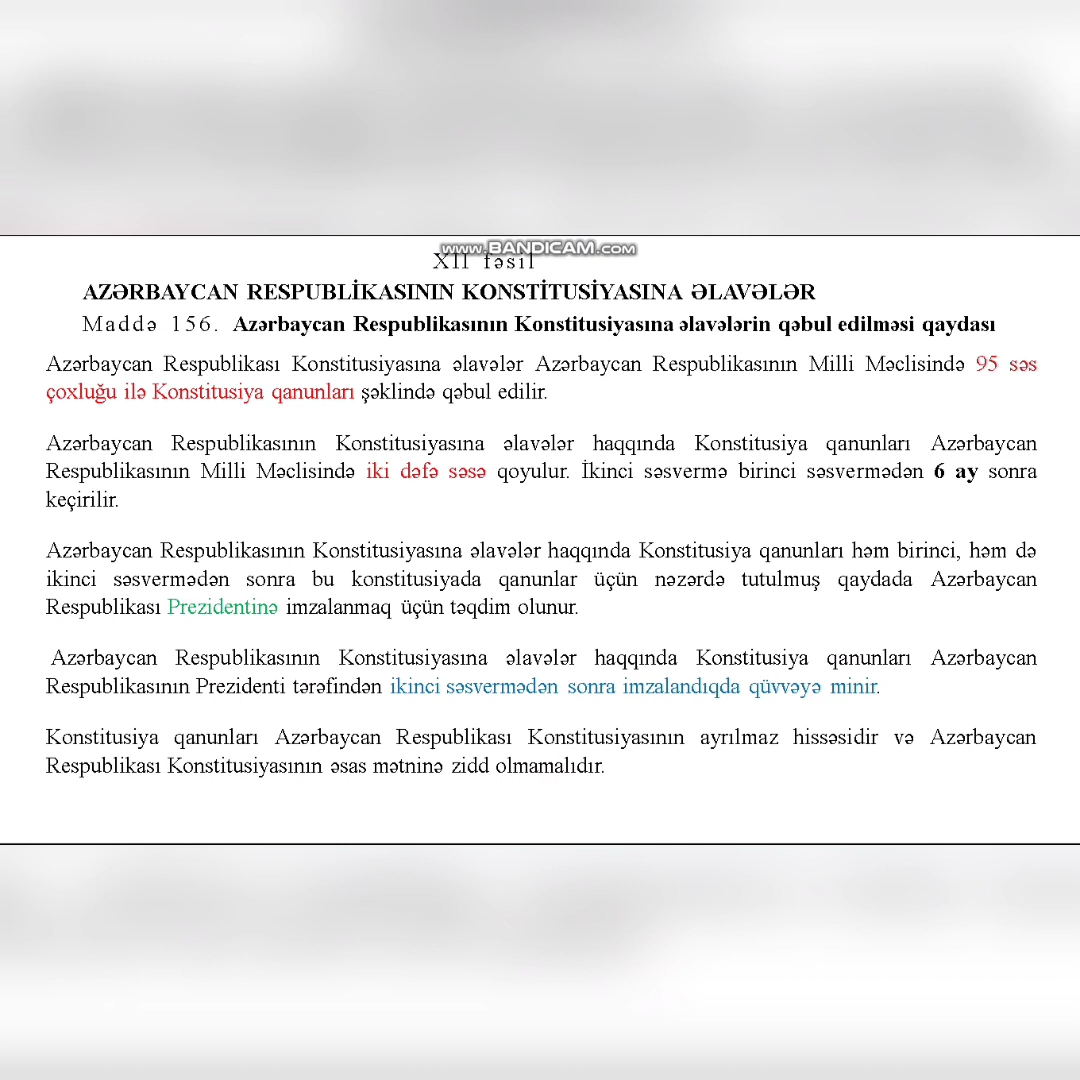 www.BANDICAM.com
XII fəsil
AZƏRBAYCAN RESPUBLİKASININ KONSTİTUSİYASINA ƏLAVƏLƏR
Maddə 156. Azərbaycan Respublikasının Konstitusiyasına əlavələrin qəbul edilməsi qaydası
Azərbaycan Respublikası Konstitusiyasına əlavələr Azərbaycan Respublikasının Milli Məclisində 95 səs
çoxluğu ilə Konstitusiya qanunları şəklində qəbul edilir.
Azərbaycan Respublikasının Konstitusiyasına əlavələr haqqında Konstitusiya qanunları Azərbaycan
Respublikasının Milli Məclisində iki dəfə səsə qoyulur. İkinci səsvermə birinci səsvermədən 6 ay sonra
keçirilir.
Azərbaycan Respublikasının Konstitusiyasına əlavələr haqqında Konstitusiya qanunları həm birinci, həm də
ikinci səsvermədən sonra bu konstitusiyada qanunlar üçün nəzərdə tutulmuş qaydada Azərbaycan
Respublikası Prezidentinə imzalanmaq üçün təqdim olunur.
Azərbaycan Respublikasının Konstitusiyasına əlavələr haqqında Konstitusiya qanunları Azərbaycan
Respublikasının Prezidenti tərəfindən ikinci səsvermədən sonra imzalandıqda qüvvəyə minir.
Konstitusiya qanunları Azərbaycan Respublikası Konstitusiyasının ayrılmaz hissəsidir və Azərbaycan
Respublikası Konstitusiyasının əsas mətninə zidd olmamalıdır.